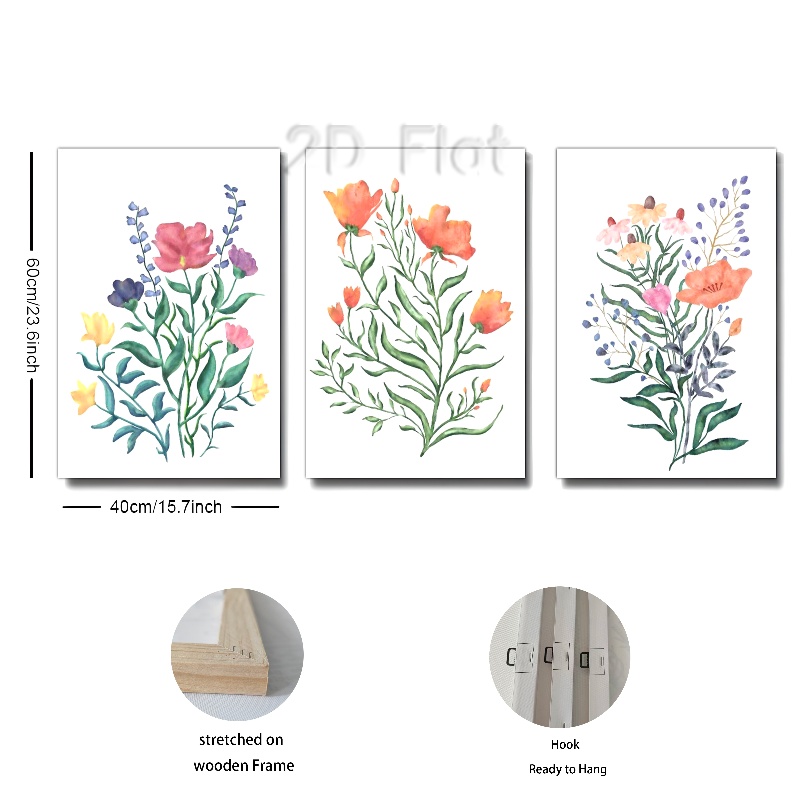 2D Flat
60cm/23.6inch
40cm/15.7inch
stretched on
wooden Frame
Hook
Ready to Hang